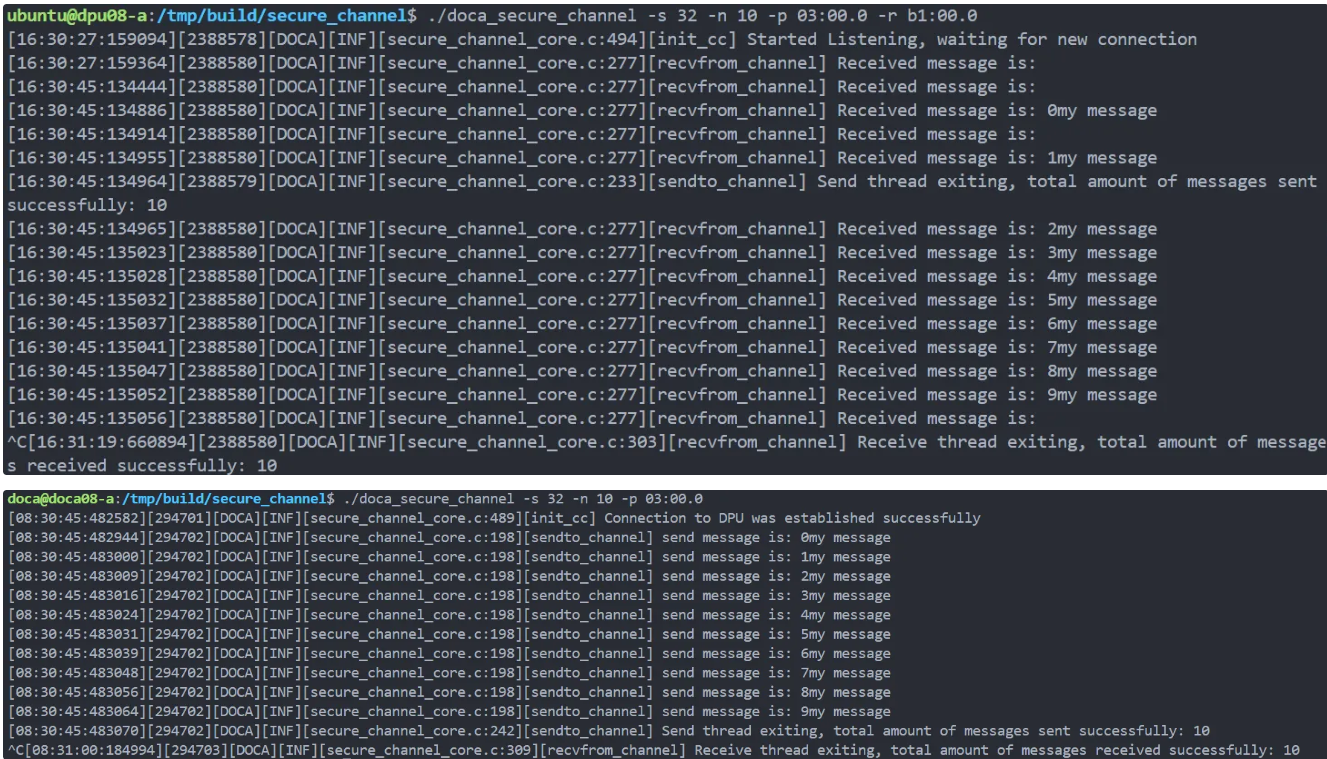 ubuntu@dpu08-a:/tmp/build/secure_channel$ ./doca_secure_channel -s 32 -n 10 -p 03:00.0 -r b1:00.0
[16:30:27:159094][2388578][DOCA][INF][secure_channel_core.c:494][init_cc] Started Listening, waiting for new connection
[16:30:27:159364][2388580][DOCA][INF][secure_channel_core.c:277][recvfrom_channel] Received message is:
[16:30:45:134444][2388580][DOCA][INF][secure_channel_core.c:277][recvfrom_channel] Received message is:
[16:30:45:134886][2388580][DOCA][INF][secure_channel_core.c:277][recvfrom_channel] Received message is: 0my message
[16:30:45:134914][2388580][DOCA][INF][secure_channel_core.c:277][recvfrom_channel] Received message is:
[16:30:45:134955][2388580][DOCA][INF][secure_channel_core.c:277][recvfrom_channel] Received message is: 1my message
[16:30:45:134964][2388579][DOCA][INF][secure_channel_core.c:233][sendto_channel] Send thread exiting, total amount of messages sent
successfully: 10
[16:30:45:134965][2388580][DOCA][INF][secure_channel_core.c:277][recvfrom_channel] Received message is: 2my message
[16:30:45:135023][2388580][DOCA][INF][secure_channel_core.c:277][recvfrom_channel] Received message is: 3my message
[16:30:45:135028][2388580][DOCA][INF][secure_channel_core.c:277][recvfrom_channel] Received message is: 4my message
[16:30:45:135032][2388580][DOCA][INF][secure_channel_core.c:277][recvfrom_channel] Received message is: 5my message
[16:30:45:135037][2388580][DOCA][INF][secure_channel_core.c:277][recvfrom_channel] Received message is: 6my message
[16:30:45:135041][2388580][DOCA][INF][secure_channel_core.c:277][recvfrom_channel] Received message is: 7my message
[16:30:45:135047][2388580][DOCA][INF][secure_channel_core.c:277][recvfrom_channel] Received message is: 8my message
[16:30:45:135052][2388580][DOCA][INF][secure_channel_core.c:277][recvfrom_channel] Received message is: 9my message
[16:30:45:135056][2388580][DOCA][INF][secure_channel_core.c:277][recvfrom_channel] Received message is:
^C[16:31:19:660894][2388580][DOCA][INF][secure_channel_core.c:303][recvfrom_channel] Receive thread exiting, total amount of message
s received successfully: 10
doca@doca08-a:/tmp/build/secure_channel$ ./doca_secure_channel -s 32 -n 10 -p 03:00.0
[08:30:45:482582][294701][DOCA][INF][secure_channel_core.c:489][init_cc] Connection to DPU was established successfully
[08:30:45:482944][294702][DOCA][INF][secure_channel_core.c:198][sendto_channel] send message is: 0my message
[08:30:45:483000][294702][DOCA][INF][secure_channel_core.c:198][sendto_channel] send message is: 1my message
[08:30:45:483009][294702][DOCA][INF][secure_channel_core.c:198][sendto_channel] send message is: 2my message
[08:30:45:483016][294702][DOCA][INF][secure_channel_core.c:198][sendto_channel] send message is: 3my message
[08:30:45:483024][294702][DOCA][INF][secure_channel_core.c:198][sendto_channel] send message is: 4my message
[08:30:45:483031][294702][DOCA][INF][secure_channel_core.c:198][sendto_channel] send message is: 5my message
[08:30:45:483039][294702][DOCA][INF][secure_channel_core.c:198][sendto_channel] send message is: 6my message
[08:30:45:483048][294702][DOCA][INF][secure_channel_core.c:198][sendto_channel] send message is: 7my message
[08:30:45:483056][294702][DOCA][INF][secure_channel_core.c:198][sendto_channel] send message is: 8my message
[08:30:45:483064][294702][DOCA][INF][secure_channel_core.c:198][sendto_channel] send message is: 9my message
[08:30:45:483070][294702][DOCA][INF][secure_channel_core.c:242][sendto_channel] Send thread exiting, total amount of messages sent successfully: 10
^C[08:31:00:184994][294703][DOCA][INF][secure_channel_core.c:309][recvfrom_channel] Receive thread exiting, total amount of messages received successfully: 10